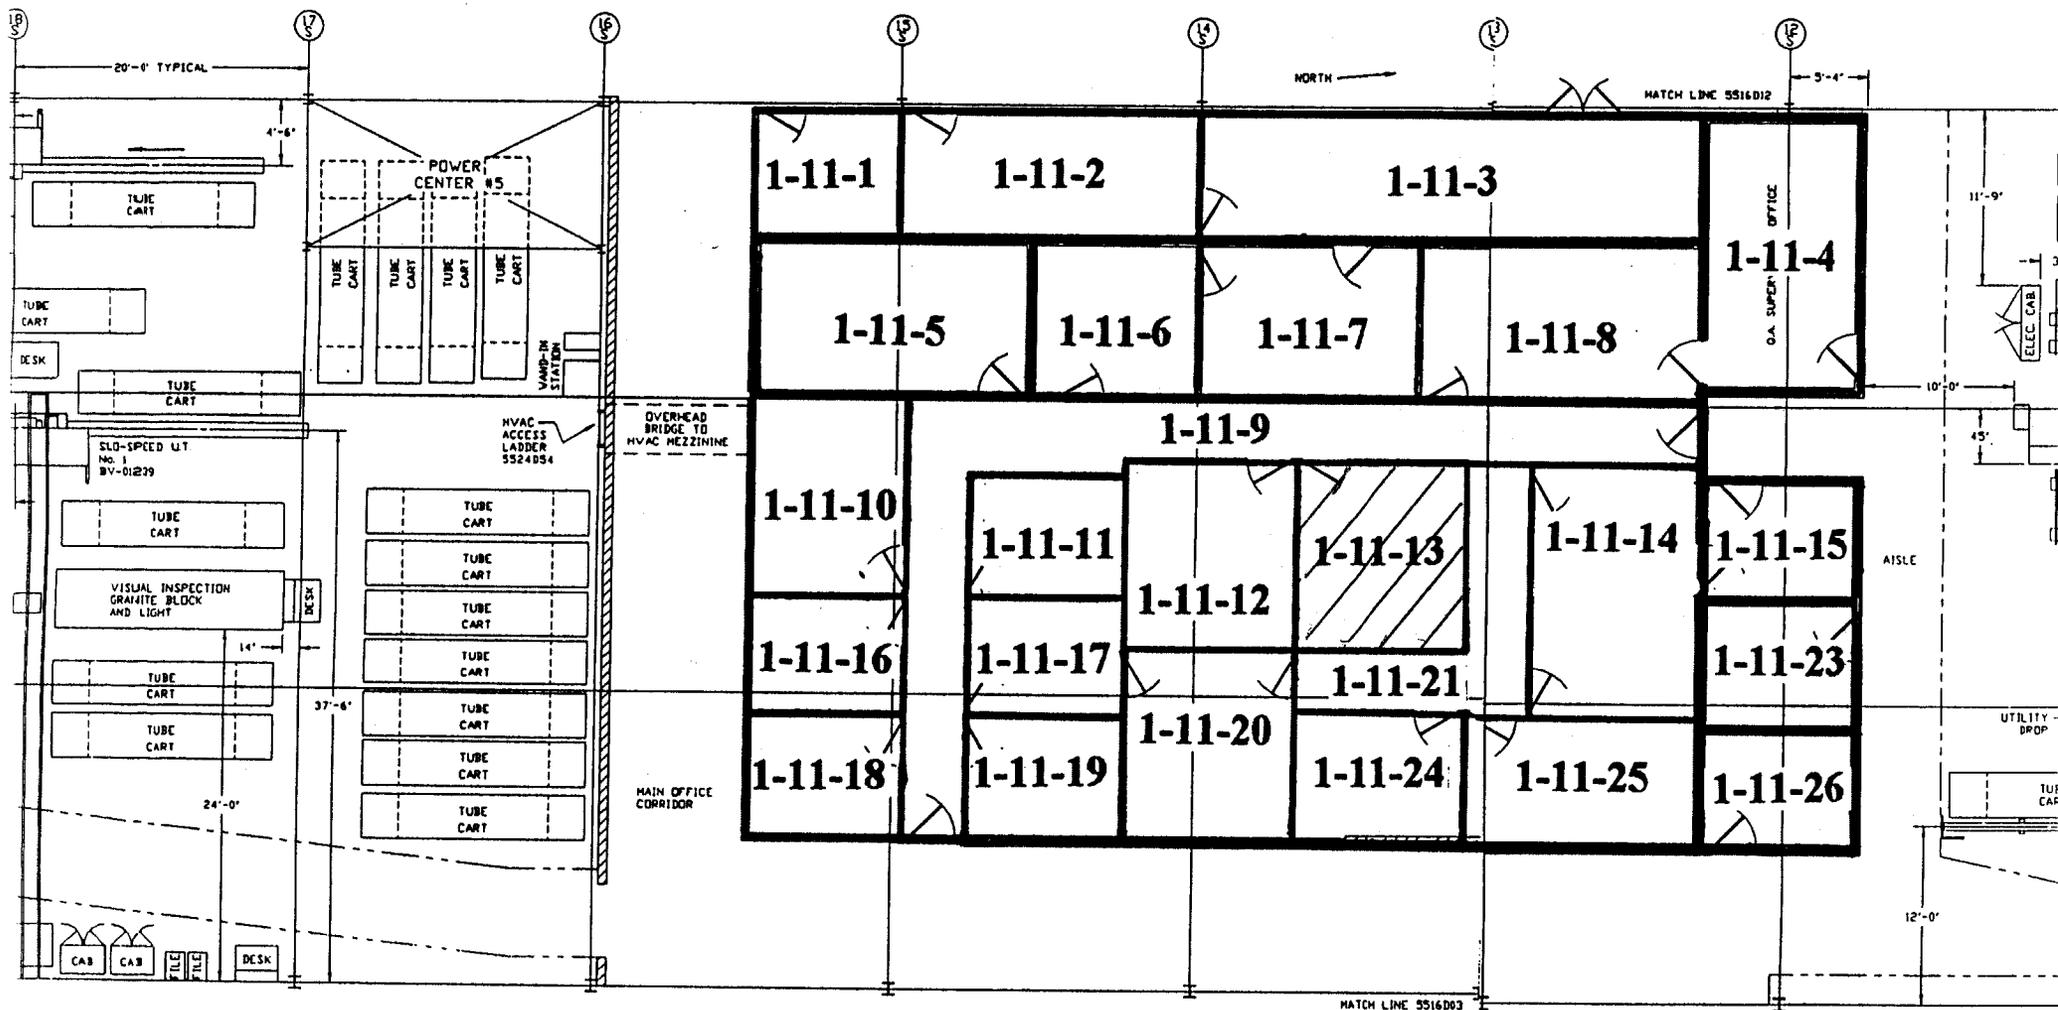 18
S
17
S
16
S
15
S
14
S
13
S
12
S
20'-0" TYPICAL
NORTH
5'-4"
MATCH LINE 5516D12
4'-6"
POWER
CENTER #5
TUBE
CART
TUBE
CART
TUBE
CART
TUBE
CART
TUBE
CART
TUBE
CART
DESK
TUBE
CART
VAND-IN
STATION
1-11-1
1-11-2
1-11-3
1-11-4
Q.A. SUPER
OFFICE
11'-9"
ELEC. CAB.
1-11-5
1-11-6
1-11-7
1-11-8
10'-0"
45"
OVERHEAD
BRIDGE TO
HVAC MEZZININE
HVAC
ACCESS
LADDER
5524D54
SLO-SPEED U.T.
No. 1
BV-01239
1-11-9
1-11-10
1-11-11
1-11-12
1-11-13
1-11-14
1-11-15
AISLE
TUBE
CART
TUBE
CART
TUBE
CART
VISUAL INSPECTION
GRANITE BLOCK
AND LIGHT
DESK
TUBE
CART
14"
TUBE
CART
TUBE
CART
37'-6"
TUBE
CART
TUBE
CART
TUBE
CART
TUBE
CART
24'-0"
1-11-16
1-11-17
1-11-21
1-11-23
1-11-18
1-11-19
1-11-20
1-11-24
1-11-25
1-11-26
MAIN OFFICE
CORRIDOR
UTILITY
DROP
TUB
CAR
12'-0"
CAB
CAB
FILE
FILE
DESK
MATCH LINE 5516D03